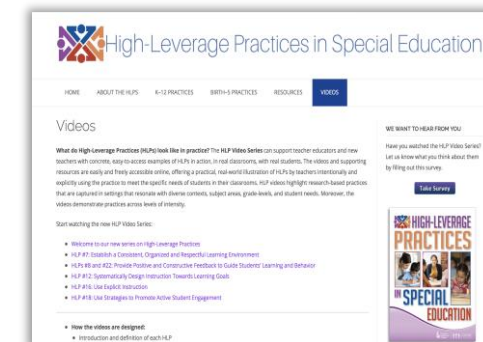 High-Leverage Practices in Special Education
HOME ABOUT THE HLPS K-12 PRACTICES BIRTH-5 PRACTICES RESOURCES VIDEOS
Videos
What do High-Leverage Practices (HLPs) look like in practice? The HLP Video Series can support teacher educators and new
teachers with concrete, easy-to-access examples of HLPs in action, in real classrooms, with real students. The videos and supporting
resources are easily and freely accessible online, offering a practical, real-world illustration of HLPs by teachers intentionally and
explicitly using the practice to meet the specific needs of students in their classrooms. HLP videos highlight research-based practices
that are captured in settings that resonate with diverse contexts, subject areas, grade-levels, and student needs. Moreover, the
videos demonstrate practices across levels of intensity.
Start watching the new HLP Video Series:
Welcome to our new series on High Leverage Practices
HLP #7: Establish a Consistent, Organized and Respectful Learning Environment
HLPs #8 and #22: Provide Positive and Constructive Feedback to Guide Students' Learning and Behavior
HLP #12: Systematically Design Instruction Towards Learning Goals
HLP #16: Use Explicit Instruction
HLP #18: Use Strategies to Promote Active Student Engagement
How the videos are designed:
Introduction and definition of each HLP
WE WANT TO HEAR FROM YOU
Have you watched the HLP Video Series?
Let us know what you think about them
by filling out this survey.
Take Survey
HIGH-LEVERAGE
PRACTICES
IN SPECIAL
EDUCATION